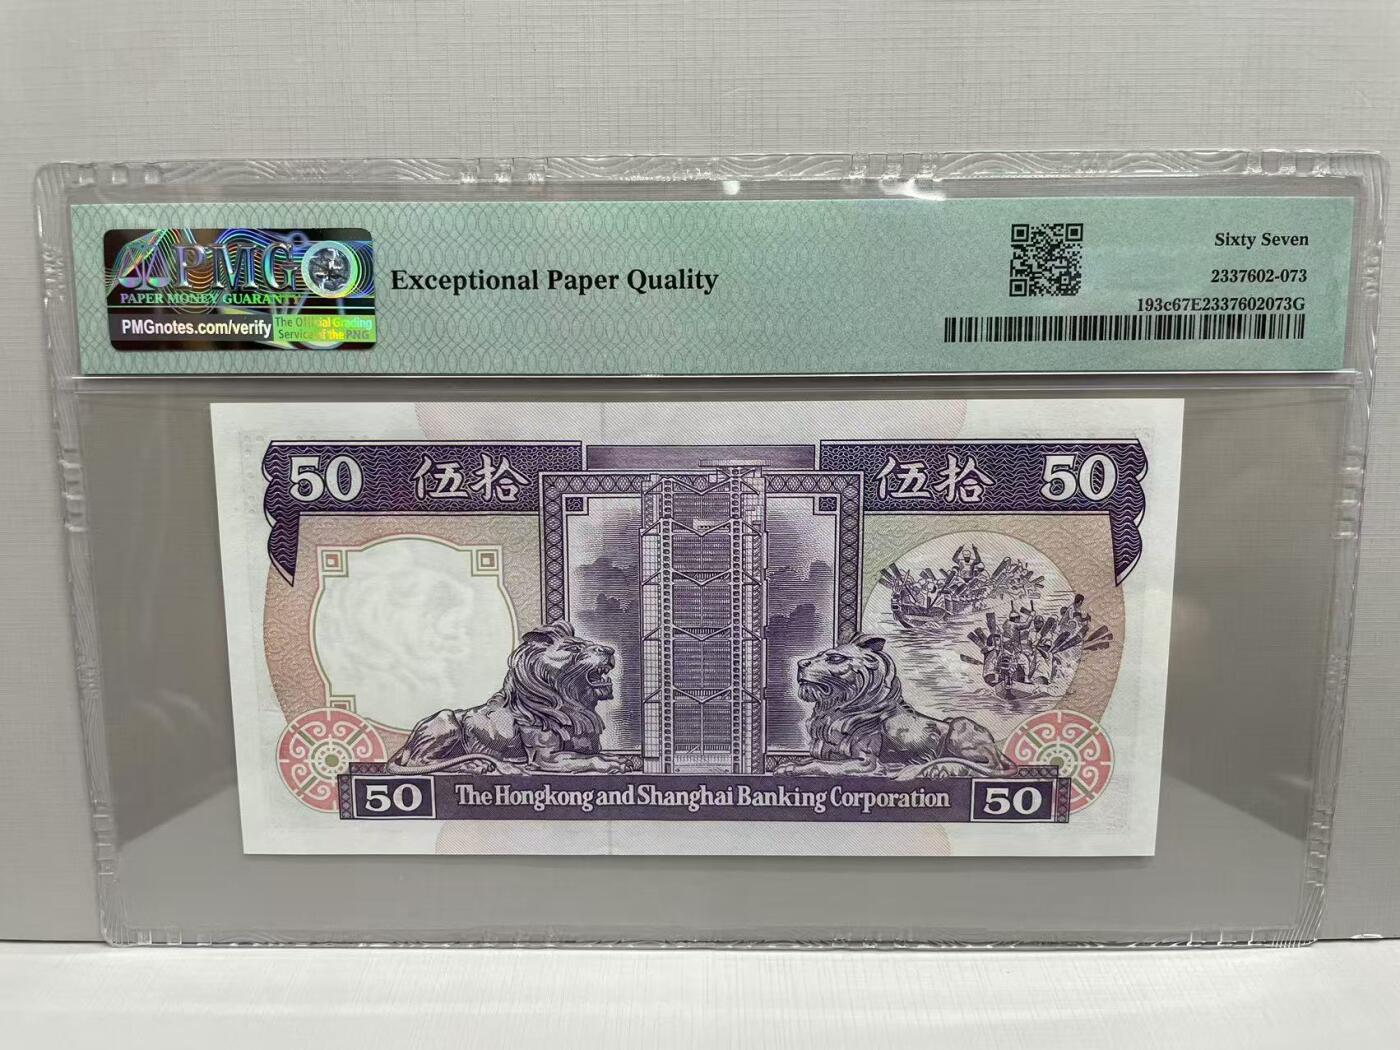 PMG
PAPER MONEY GUARANTY
PMGnotes.com/verify
The Official Grading
Service of the PNG
Exceptional Paper Quality
Sixty Seven
2337602-073
193c67E2337602073G
50 伍拾 伍拾 50
50 The Hongkong and Shanghai Banking Corporation 50